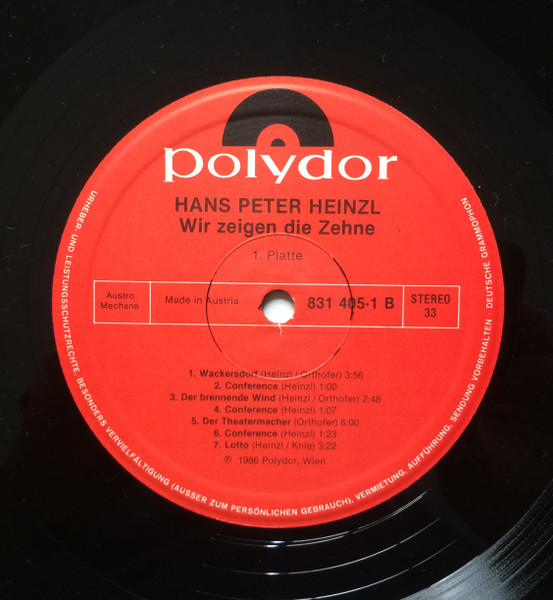 polydor
HANS PETER HEINZL
Wir zeigen die Zehne
1. Platte
Austro
Mechana
Made in Austria
831 405-1 B
STEREO
33
1. Wackersdorf (Heinzl / Orthofer) 3:56
2. Conference (Heinzl) 1:00
3. Der brennende Wind (Heinzl / Orthofer) 2:48
4. Conference (Heinzl) 1:07
5. Der Theatermacher (Orthofer) 6:00
6. Conference (Heinzl) 1:23
7. Lotto (Heinzl / Knie) 3:22
℗ 1986 Polydor, Wien
URHEBER- UND LEISTUNGSSCHUTZRECHTE. BESONDERS VERVIELFÄLTIGUNG (AUSSER ZUM PERSÖNLICHEN GEBRAUCH), VERMIETUNG, AUFFÜHRUNG, SENDUNG VORBEHALTEN · DEUTSCHE GRAMMOPHON